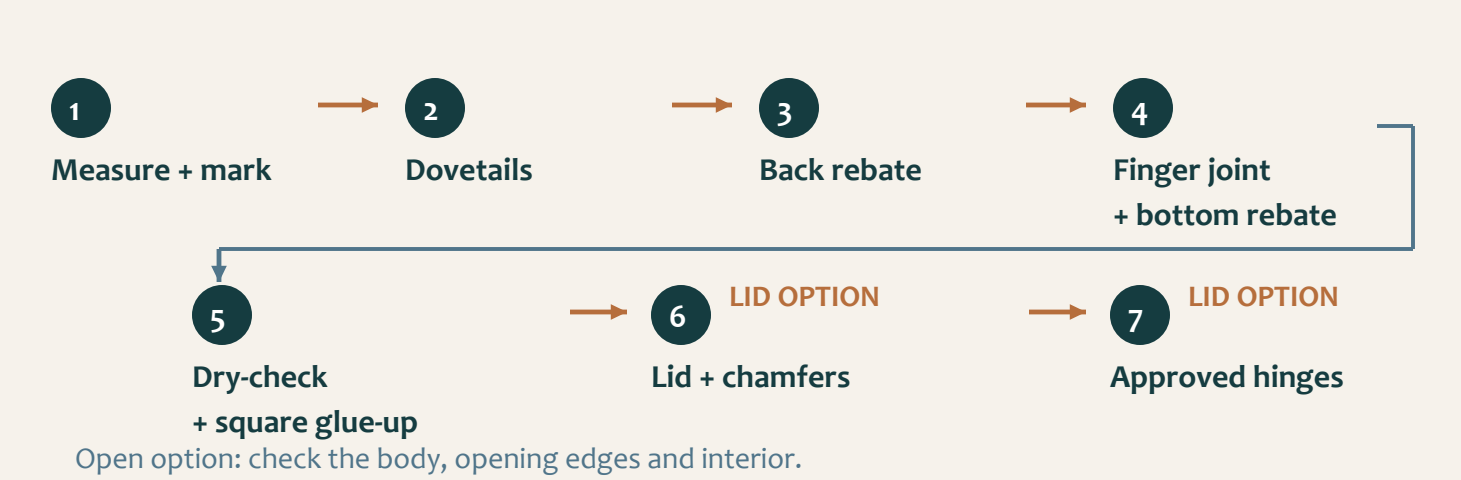 1
Measure + mark
2
Dovetails
3
Back rebate
4
Finger joint
+ bottom rebate
5
Dry-check
+ square glue-up
6
LID OPTION
Lid + chamfers
7
LID OPTION
Approved hinges
Open option: check the body, opening edges and interior.